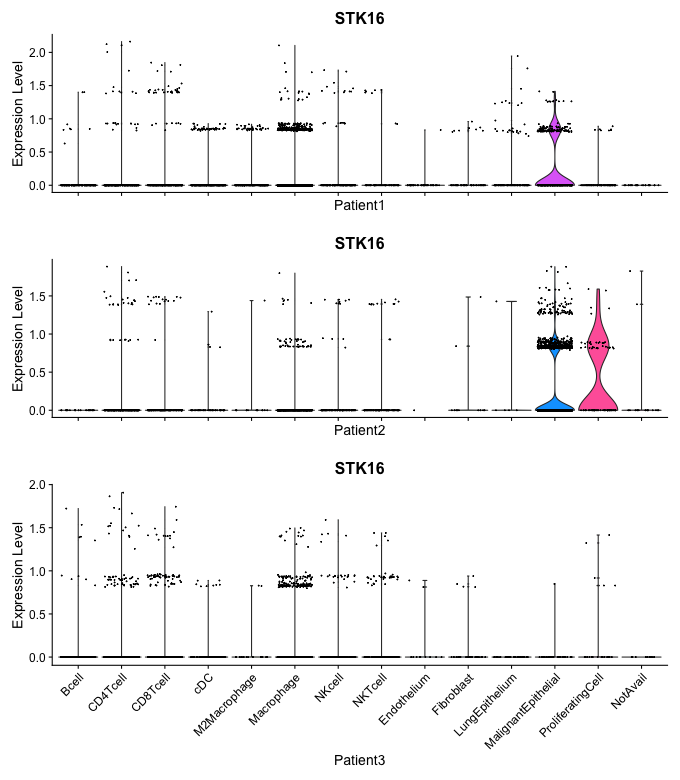 STK16
Expression Level
2.0
1.5
1.0
0.5
0.0
Patient1
STK16
Expression Level
1.5
1.0
0.5
0.0
Patient2
STK16
Expression Level
2.0
1.5
1.0
0.5
0.0
Bcell
CD4Tcell
CD8Tcell
cDC
M2Macrophage
Macrophage
NKcell
NKTcell
Endothelium
Fibroblast
LungEpithelium
MalignantEpithelial
ProliferatingCell
NotAvail
Patient3